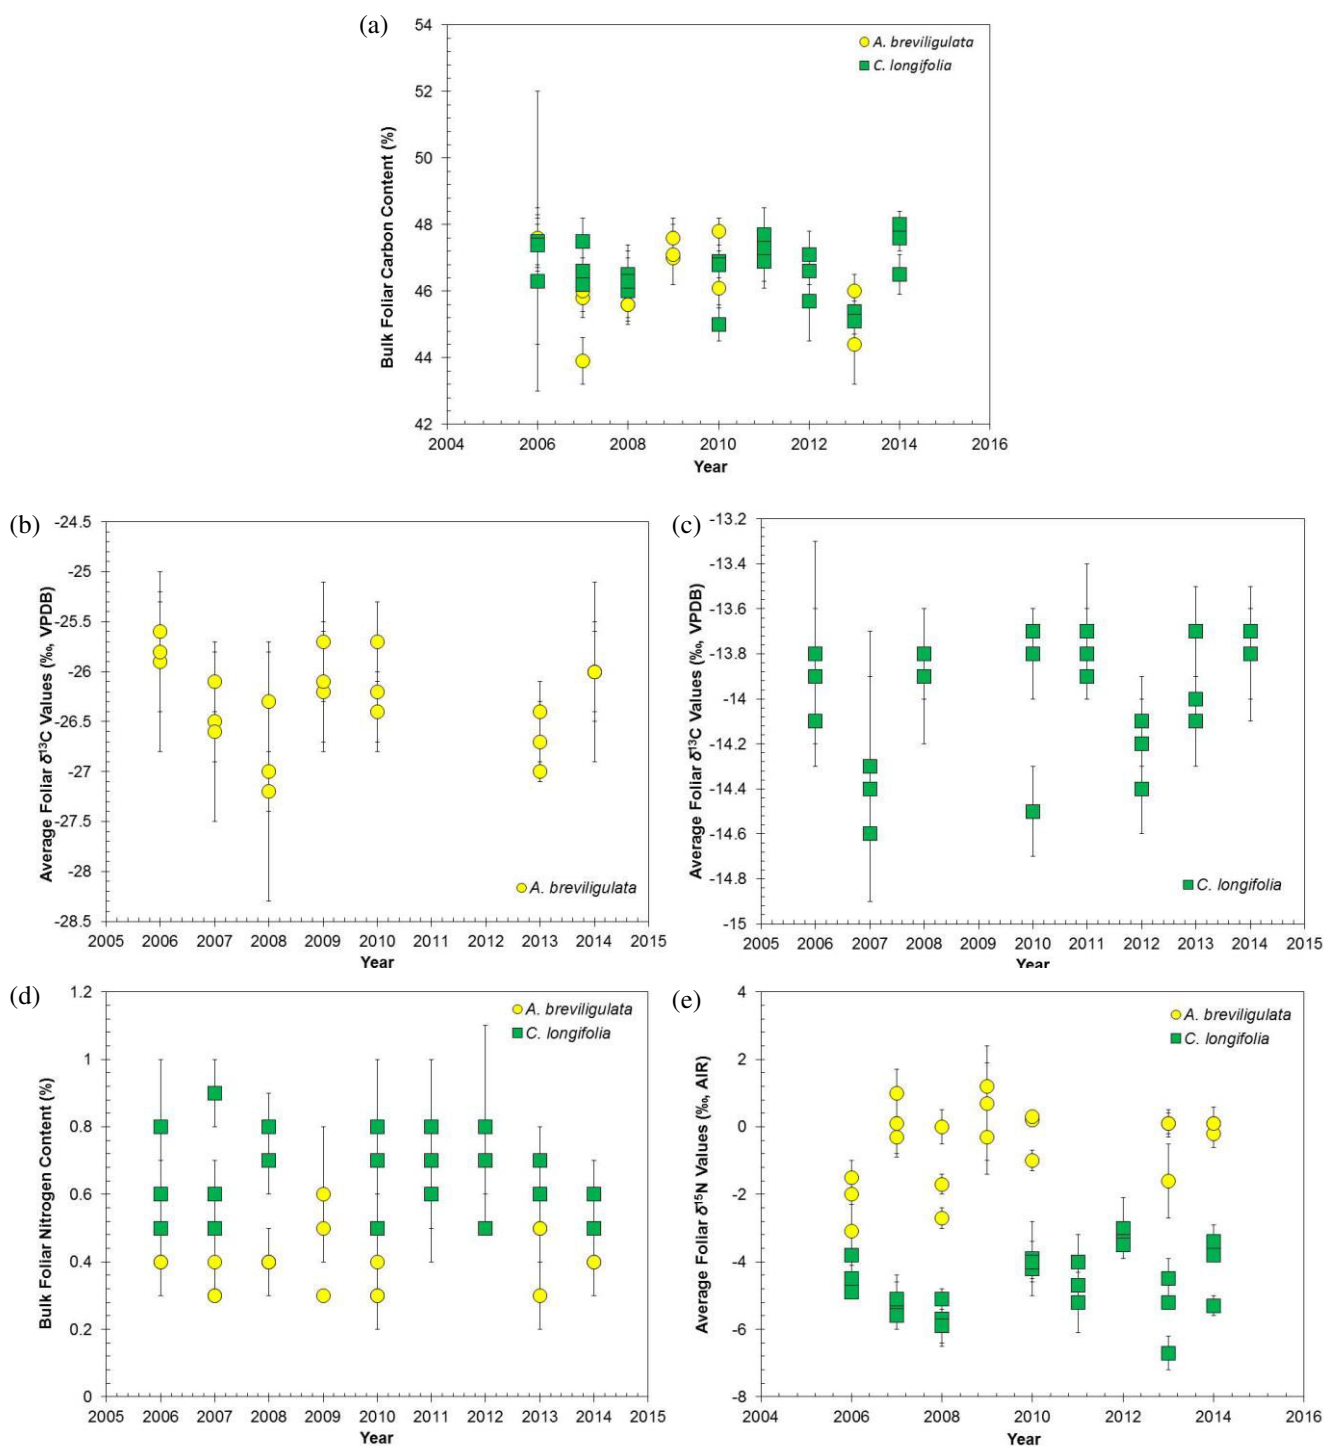 (a)
54
52
50
48
46
44
42
Bulk Foliar Carbon Content (%)
A. breviligulata
C. longifolia
2004 2006 2008 2010 2012 2014 2016
Year
(b)
-24.5
-25
-25.5
-26
-26.5
-27
-27.5
-28
-28.5
Average Foliar δ¹³C Values (‰, VPDB)
A. breviligulata
2005 2006 2007 2008 2009 2010 2011 2012 2013 2014 2015
Year
(c)
-13.2
-13.4
-13.6
-13.8
-14
-14.2
-14.4
-14.6
-14.8
-15
Average Foliar δ¹³C Values (‰, VPDB)
C. longifolia
2005 2006 2007 2008 2009 2010 2011 2012 2013 2014 2015
Year
(d)
1.2
1
0.8
0.6
0.4
0.2
0
Bulk Foliar Nitrogen Content (%)
A. breviligulata
C. longifolia
2005 2006 2007 2008 2009 2010 2011 2012 2013 2014 2015
Year
(e)
4
2
0
-2
-4
-6
-8
Average Foliar δ¹⁵N Values (‰, AIR)
A. breviligulata
C. longifolia
2004 2006 2008 2010 2012 2014 2016
Year